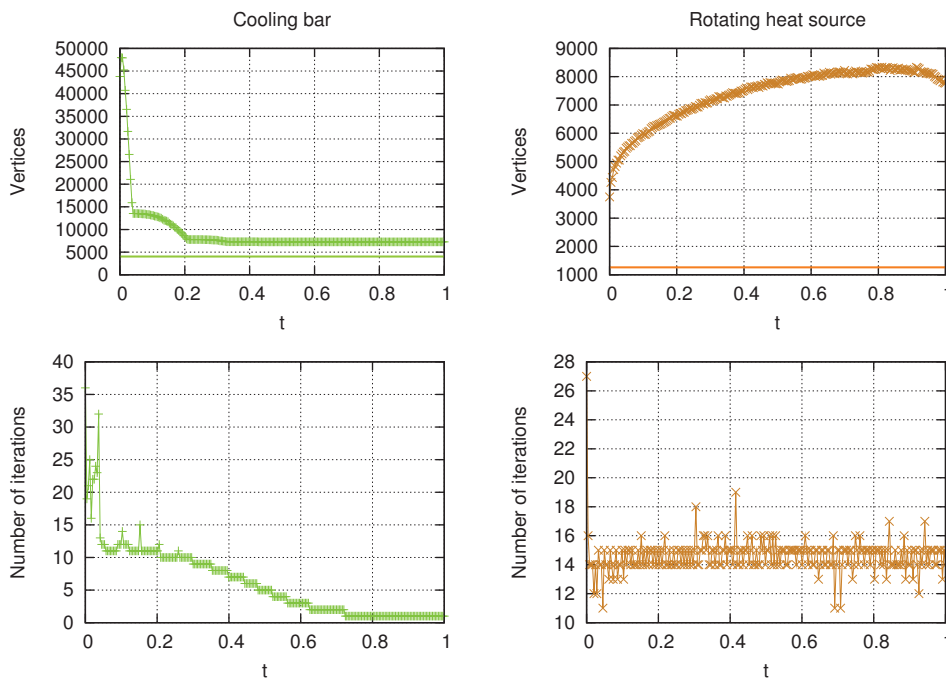 Cooling bar
50000
45000
40000
35000
30000
25000
20000
15000
10000
5000
0
Vertices
0 0.2 0.4 0.6 0.8 1
t
Rotating heat source
9000
8000
7000
6000
5000
4000
3000
2000
1000
Vertices
0 0.2 0.4 0.6 0.8 1
t
40
35
30
25
20
15
10
5
0
Number of iterations
0 0.2 0.4 0.6 0.8 1
t
28
26
24
22
20
18
16
14
12
10
Number of iterations
0 0.2 0.4 0.6 0.8 1
t